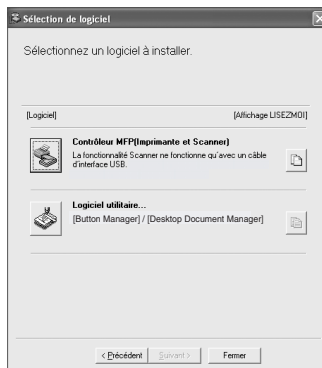 Sélection de logiciel
Sélectionnez un logiciel à installer.
[Logiciel] [Affichage LISEZMOI]
Contrôleur MFP(Imprimante et Scanner)
La fonctionnalité Scanner ne fonctionne qu'avec un câble
d'interface USB.
Logiciel utilitaire...
[Button Manager] / [Desktop Document Manager]
< Précédent Suivant > Fermer